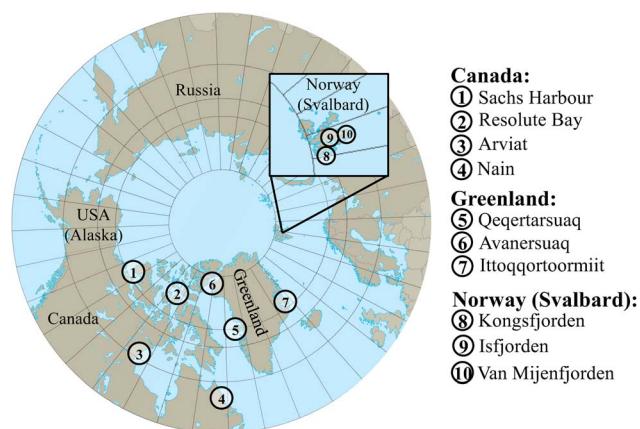 Russia
Norway
(Svalbard)
9
10
8
USA
(Alaska)
1
2
6
Greenland
7
Canada
5
3
4
Canada:
1 Sachs Harbour
2 Resolute Bay
3 Arviat
4 Nain
Greenland:
5 Qeqertarsuaq
6 Avanersuaq
7 Ittoqqortoormiit
Norway (Svalbard):
8 Kongsfjorden
9 Isfjorden
10 Van Mijenfjorden